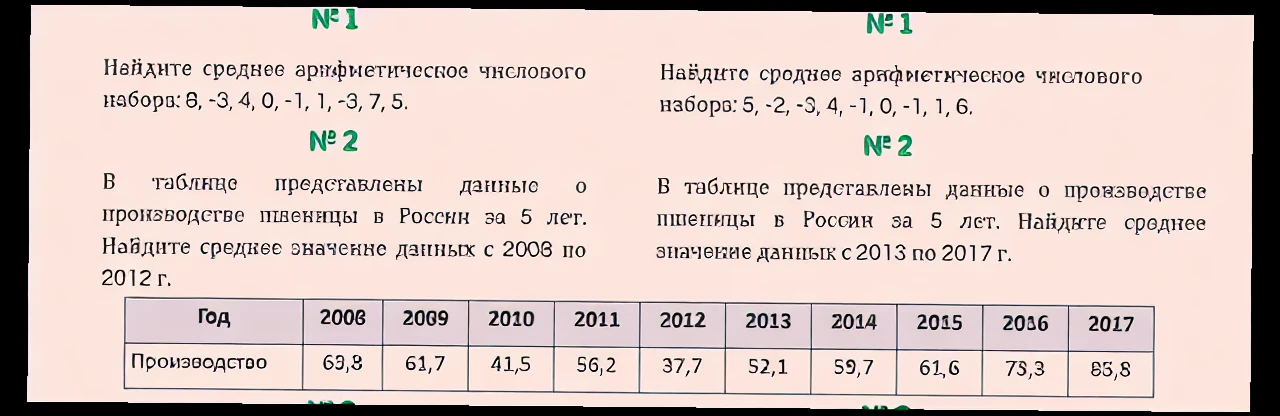 № 1
Найдите среднее арифметическое числового
набора: 8, -3, 4, 0, -1, 1, -3, 7, 5.
№ 2
В таблице представлены данные о
производстве пшеницы в России за 5 лет.
Найдите среднее значение данных с 2008 по
2012 г.
№ 1
Найдите среднее арифметическое числового
набора: 5, -2, -3, 4, -1, 0, -1, 1, 6.
№ 2
В таблице представлены данные о производстве
пшеницы в России за 5 лет. Найдите среднее
значение данных с 2013 по 2017 г.
Год 2008 2009 2010 2011 2012 2013 2014 2015 2016 2017
Производство 63,8 61,7 41,5 56,2 37,7 52,1 59,7 61,6 73,3 85,8